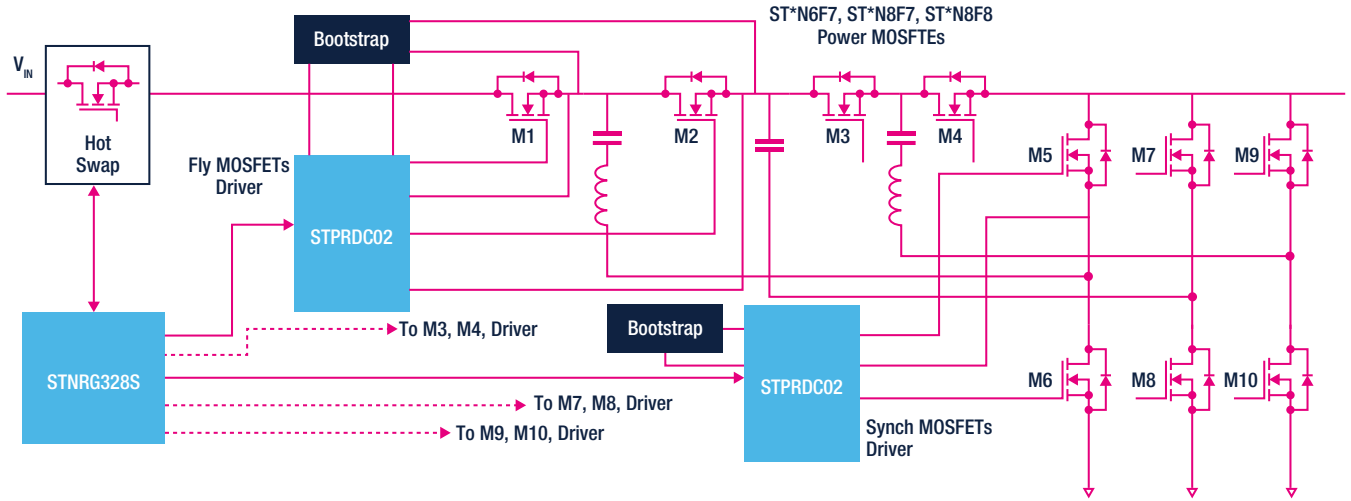 ST*N6F7, ST*N8F7, ST*N8F8
Power MOSFTEs
Bootstrap
VIN
Hot
Swap
M1
M2
M3
M4
M5
M7
M9
Fly MOSFETs
Driver
STPRDC02
To M3, M4, Driver
Bootstrap
STNRG328S
STPRDC02
M6
M8
M10
To M7, M8, Driver
To M9, M10, Driver
Synch MOSFETs
Driver